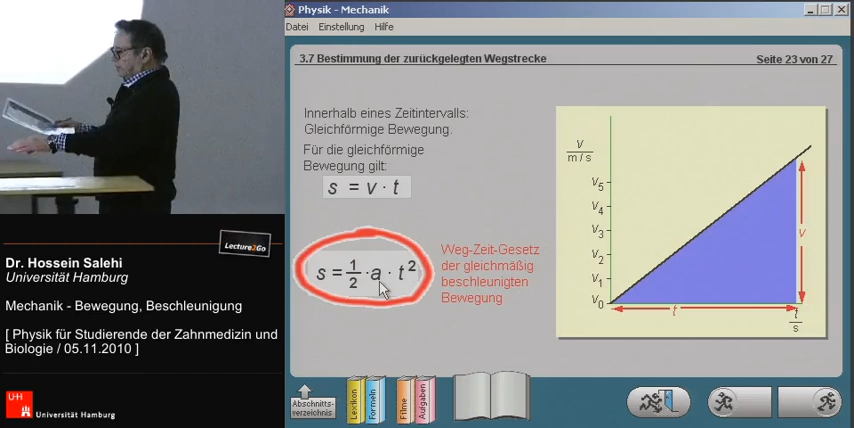 Physik - Mechanik
Datei Einstellung Hilfe
3.7 Bestimmung der zurückgelegten Wegstrecke
Seite 23 von 27
Innerhalb eines Zeitintervalls:
Gleichförmige Bewegung.
Für die gleichförmige
Bewegung gilt:
s = v · t
s = 1/2 · a · t²
Weg-Zeit-Gesetz
der gleichmäßig
beschleunigten
Bewegung
V
m / s
V₅
V₄
V₃
V₂
V₁
V₀
v
t
t
s
Abschnitts-
verzeichnis
Lexikon
Formeln
Filme
Aufgaben
Lecture2Go
Dr. Hossein Salehi
Universität Hamburg
Mechanik - Bewegung, Beschleunigung
[ Physik für Studierende der Zahnmedizin und
Biologie / 05.11.2010 ]
UHH
Universität Hamburg